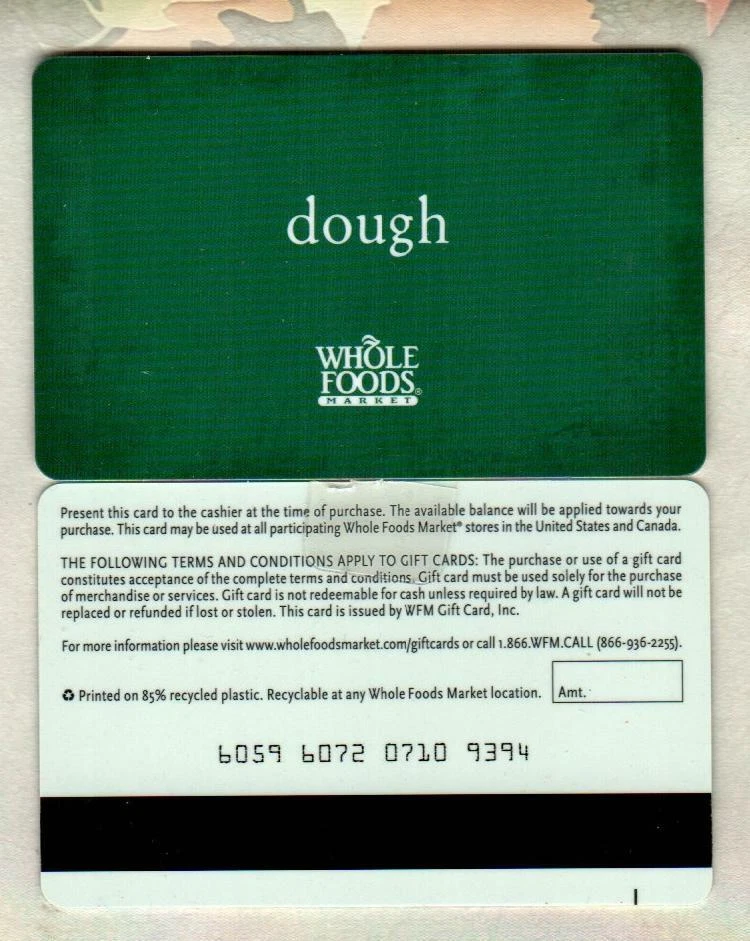 dough
WHOLE
FOODS®
MARKET
Present this card to the cashier at the time of purchase. The available balance will be applied towards your
purchase. This card may be used at all participating Whole Foods Market® stores in the United States and Canada.
THE FOLLOWING TERMS AND CONDITIONS APPLY TO GIFT CARDS: The purchase or use of a gift card
constitutes acceptance of the complete terms and conditions. Gift card must be used solely for the purchase
of merchandise or services. Gift card is not redeemable for cash unless required by law. A gift card will not be
replaced or refunded if lost or stolen. This card is issued by WFM Gift Card, Inc.
For more information please visit www.wholefoodsmarket.com/giftcards or call 1.866.WFM.CALL (866-936-2255).
♻ Printed on 85% recycled plastic. Recyclable at any Whole Foods Market location.
Amt.
6059 6072 0710 9394